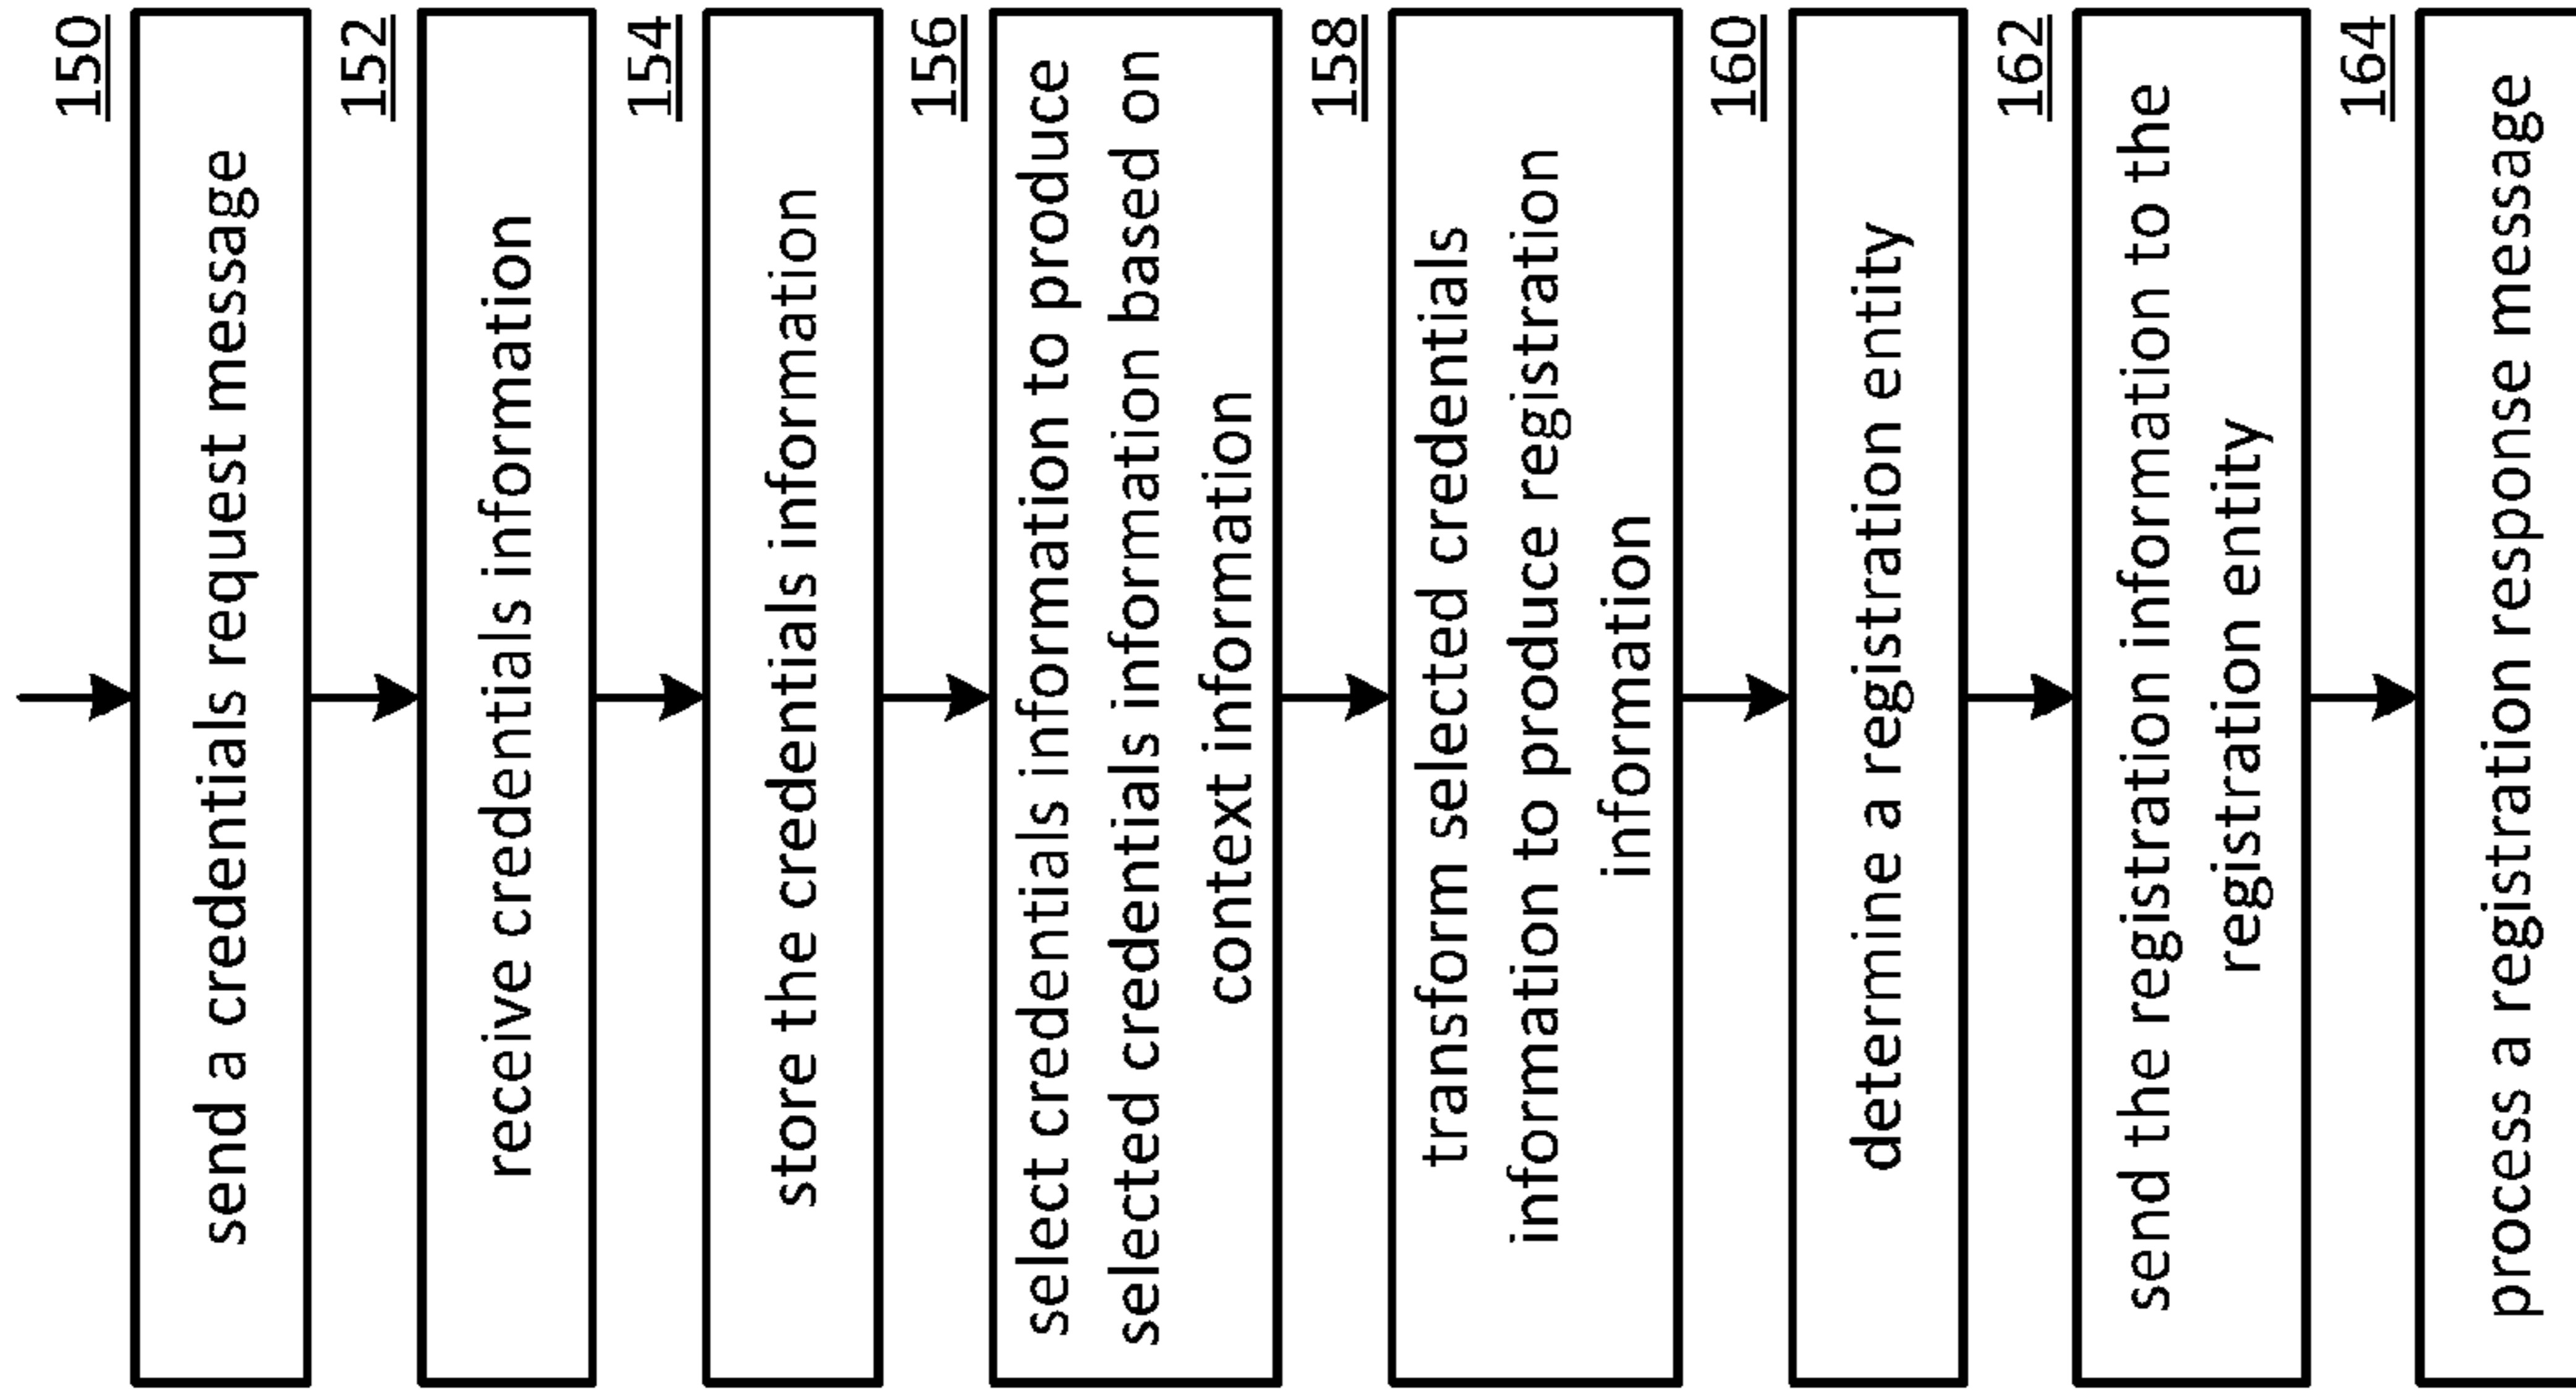 150
send a credentials request message
152
receive credentials information
154
store the credentials information
156
select credentials information to produce
selected credentials information based on
context information
158
transform selected credentials
information to produce registration
information
160
determine a registration entity
162
send the registration information to the
registration entity
164
process a registration response message